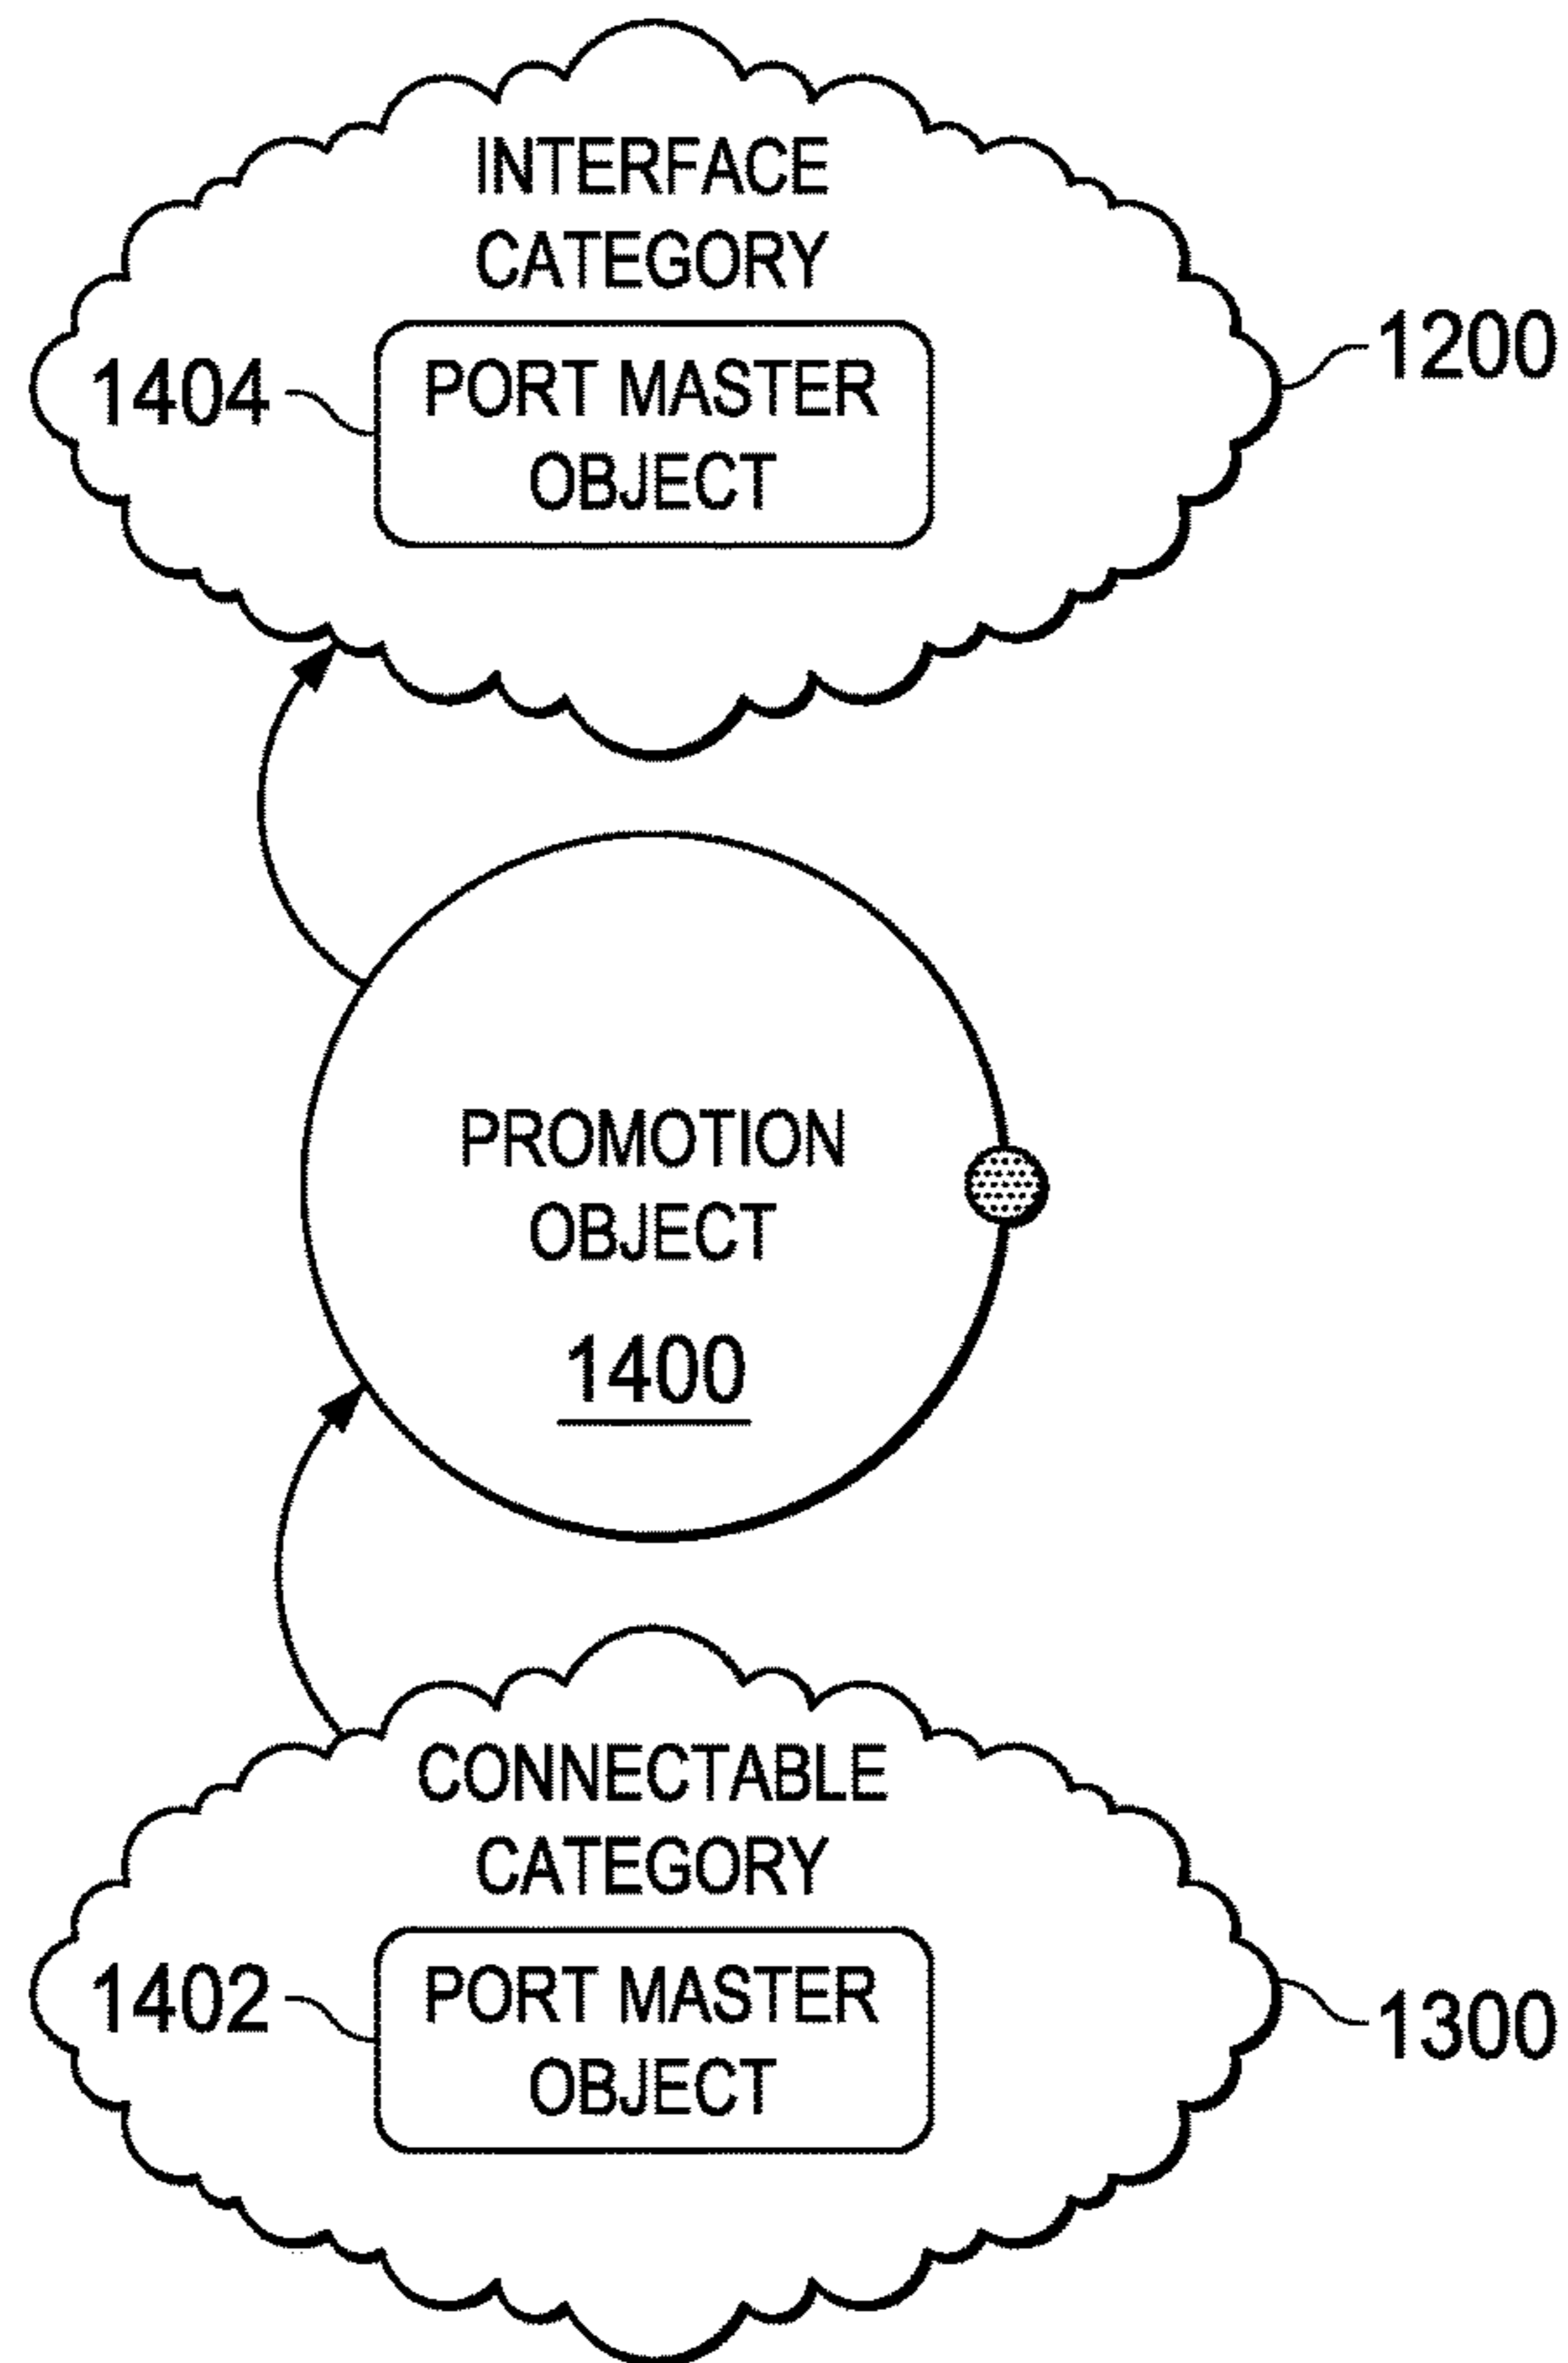 INTERFACE
CATEGORY
1200
1404
PORT MASTER
OBJECT
PROMOTION
OBJECT
1400
CONNECTABLE
CATEGORY
1402
PORT MASTER
OBJECT
1300